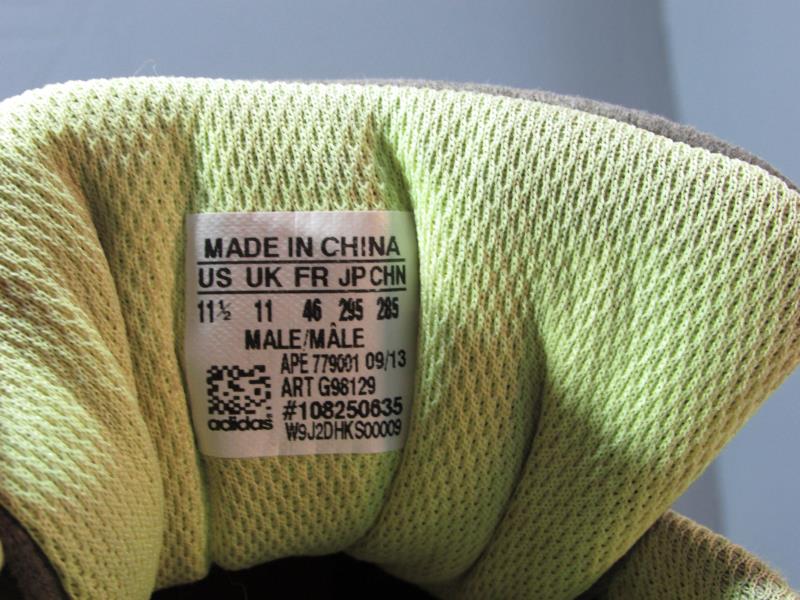 MADE IN CHINA
US UK FR JP CHN
11½ 11 46 295 285
MALE/MÂLE
APE 779001 09/13
ART G98129
#108250635
adidas W9J2DHKS00009